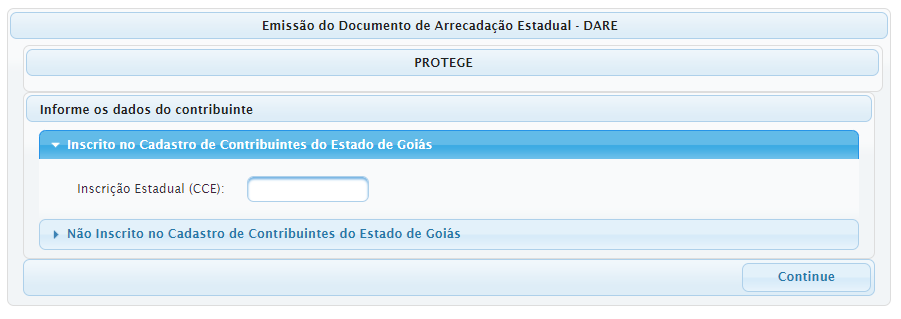 Emissão do Documento de Arrecadação Estadual - DARE
PROTEGE
Informe os dados do contribuinte
Inscrito no Cadastro de Contribuintes do Estado de Goiás
Inscrição Estadual (CCE):
Não Inscrito no Cadastro de Contribuintes do Estado de Goiás
Continue